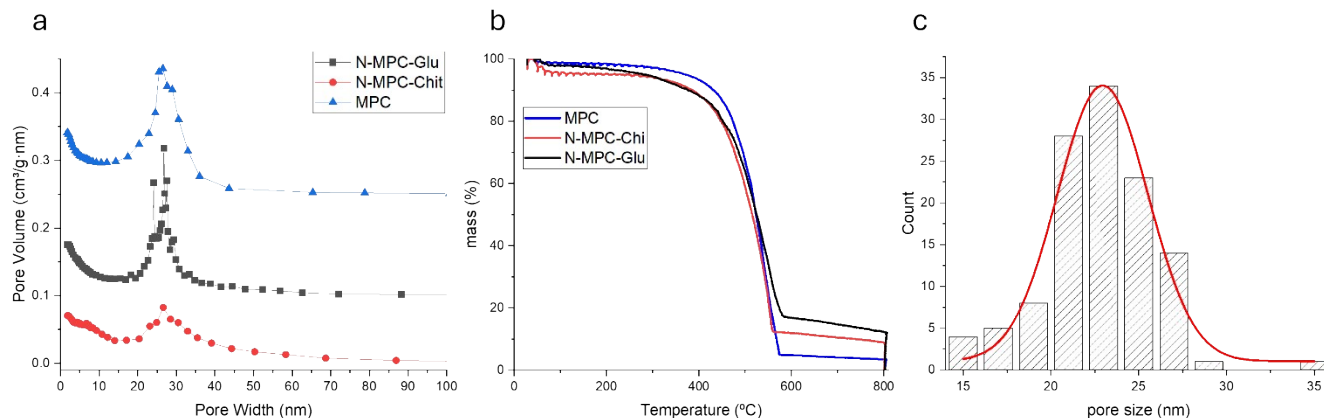 a
N-MPC-Glu
N-MPC-Chit
MPC
0.4
0.3
0.2
0.1
0.0
Pore Volume (cm³/g·nm)
0 10 20 30 40 50 60 70 80 90 100
Pore Width (nm)
b
100
80
60
40
20
0
mass (%)
MPC
N-MPC-Chi
N-MPC-Glu
0 200 400 600 800
Temperature (ºC)
c
35
30
25
20
15
10
5
0
Count
15 20 25 30 35
pore size (nm)